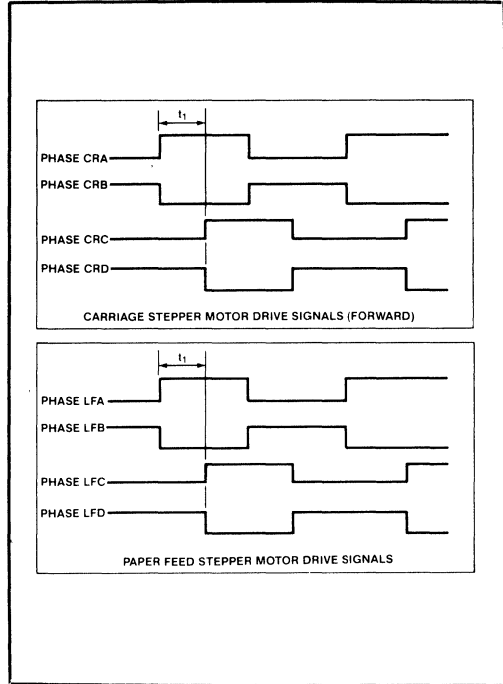 t1
PHASE CRA
PHASE CRB
PHASE CRC
PHASE CRD
CARRIAGE STEPPER MOTOR DRIVE SIGNALS (FORWARD)
t1
PHASE LFA
PHASE LFB
PHASE LFC
PHASE LFD
PAPER FEED STEPPER MOTOR DRIVE SIGNALS